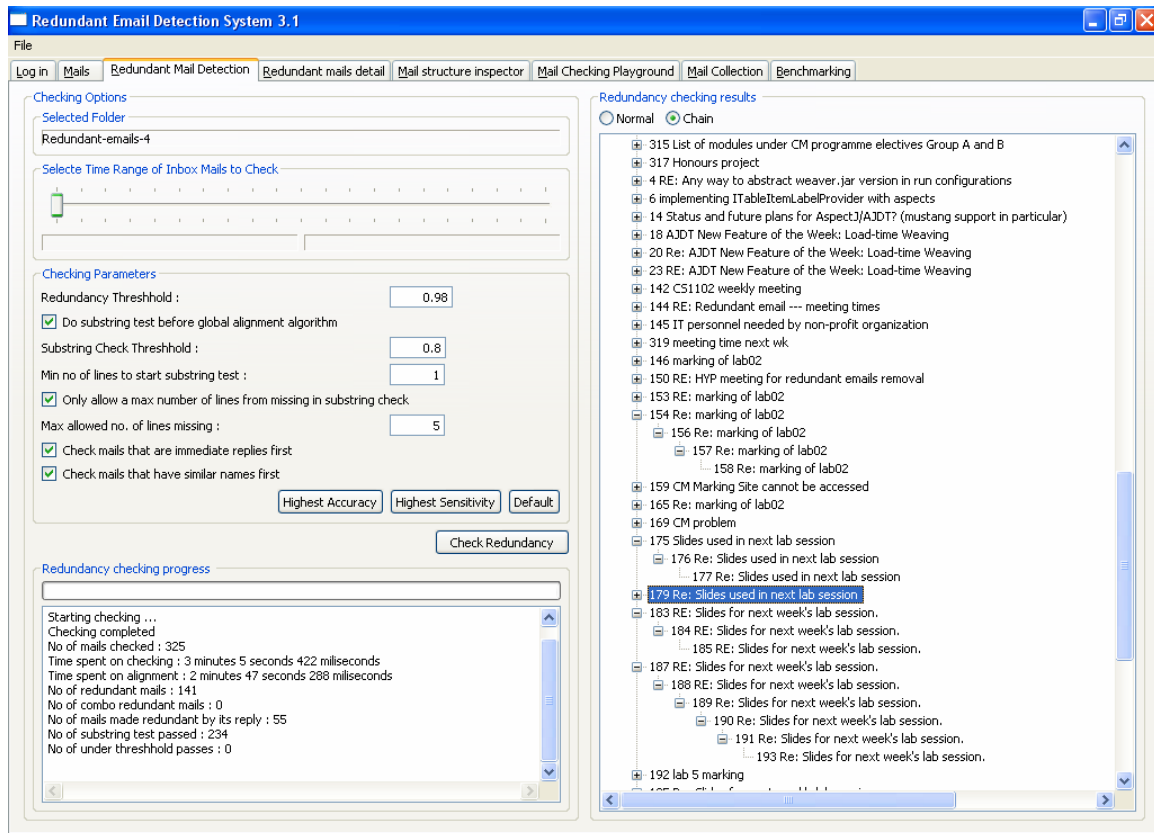 Redundant Email Detection System 3.1
File
Log in Mails Redundant Mail Detection Redundant mails detail Mail structure inspector Mail Checking Playground Mail Collection Benchmarking
Checking Options
Selected Folder
Redundant-emails-4
Selecte Time Range of Inbox Mails to Check
Checking Parameters
Redundancy Threshhold : 0.98
Do substring test before global alignment algorithm
Substring Check Threshhold : 0.8
Min no of lines to start substring test : 1
Only allow a max number of lines from missing in substring check
Max allowed no. of lines missing : 5
Check mails that are immediate replies first
Check mails that have similar names first
Highest Accuracy Highest Sensitivity Default
Check Redundancy
Redundancy checking progress
Starting checking ...
Checking completed
No of mails checked : 325
Time spent on checking : 3 minutes 5 seconds 422 miliseconds
Time spent on alignment : 2 minutes 47 seconds 288 miliseconds
No of redundant mails : 141
No of combo redundant mails : 0
No of mails made redundant by its reply : 55
No of substring test passed : 234
No of under threshhold passes : 0
Redundancy checking results
Normal Chain
315 List of modules under CM programme electives Group A and B
317 Honours project
4 RE: Any way to abstract weaver.jar version in run configurations
6 implementing ITableItemLabelProvider with aspects
14 Status and future plans for AspectJ/AJDT? (mustang support in particular)
18 AJDT New Feature of the Week: Load-time Weaving
20 Re: AJDT New Feature of the Week: Load-time Weaving
23 RE: AJDT New Feature of the Week: Load-time Weaving
142 CS1102 weekly meeting
144 RE: Redundant email --- meeting times
145 IT personnel needed by non-profit organization
319 meeting time next wk
146 marking of lab02
150 RE: HYP meeting for redundant emails removal
153 RE: marking of lab02
154 Re: marking of lab02
156 Re: marking of lab02
157 Re: marking of lab02
158 Re: marking of lab02
159 CM Marking Site cannot be accessed
165 Re: marking of lab02
169 CM problem
175 Slides used in next lab session
176 Re: Slides used in next lab session
177 Re: Slides used in next lab session
179 Re: Slides used in next lab session
183 RE: Slides for next week's lab session.
184 RE: Slides for next week's lab session.
185 RE: Slides for next week's lab session.
187 RE: Slides for next week's lab session.
188 RE: Slides for next week's lab session.
189 Re: Slides for next week's lab session.
190 Re: Slides for next week's lab session.
191 Re: Slides for next week's lab session.
193 Re: Slides for next week's lab session.
192 lab 5 marking